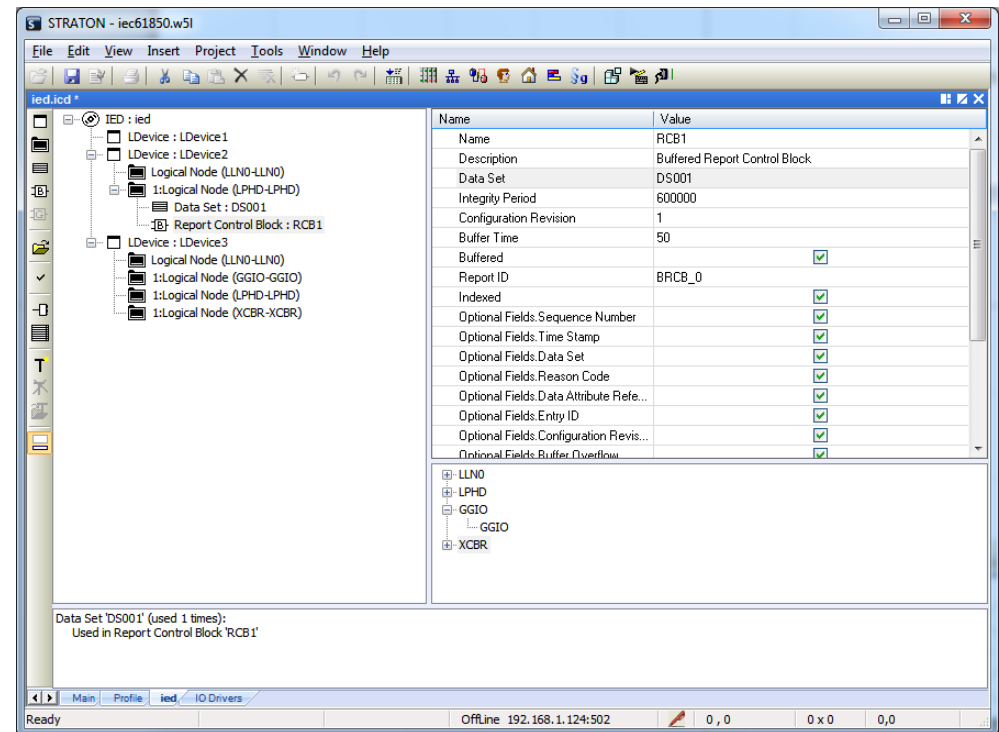 STRATON - iec61850.w5l
File Edit View Insert Project Tools Window Help
ied.icd *
IED : ied
LDevice : LDevice1
LDevice : LDevice2
Logical Node (LLN0-LLN0)
1:Logical Node (LPHD-LPHD)
Data Set : DS001
Report Control Block : RCB1
LDevice : LDevice3
Logical Node (LLN0-LLN0)
1:Logical Node (GGIO-GGIO)
1:Logical Node (LPHD-LPHD)
1:Logical Node (XCBR-XCBR)
Name Value
Name RCB1
Description Buffered Report Control Block
Data Set DS001
Integrity Period 600000
Configuration Revision 1
Buffer Time 50
Buffered
Report ID BRCB_0
Indexed
Optional Fields.Sequence Number
Optional Fields.Time Stamp
Optional Fields.Data Set
Optional Fields.Reason Code
Optional Fields.Data Attribute Refe...
Optional Fields.Entry ID
Optional Fields.Configuration Revis...
Optional Fields.Buffer Overflow
LLN0
LPHD
GGIO
GGIO
XCBR
Data Set 'DS001' (used 1 times):
Used in Report Control Block 'RCB1'
Main Profile ied IO Drivers
Ready OffLine 192.168.1.124:502 0 , 0 0 x 0 0,0